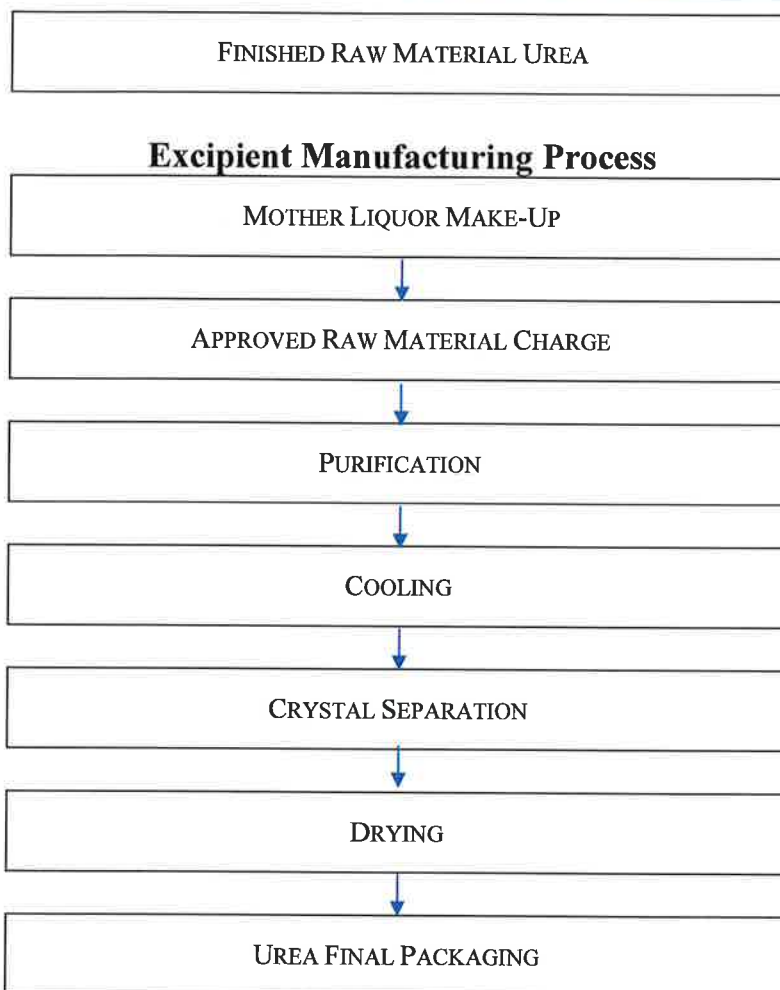 FINISHED RAW MATERIAL UREA
Excipient Manufacturing Process
MOTHER LIQUOR MAKE-UP
APPROVED RAW MATERIAL CHARGE
PURIFICATION
COOLING
CRYSTAL SEPARATION
DRYING
UREA FINAL PACKAGING